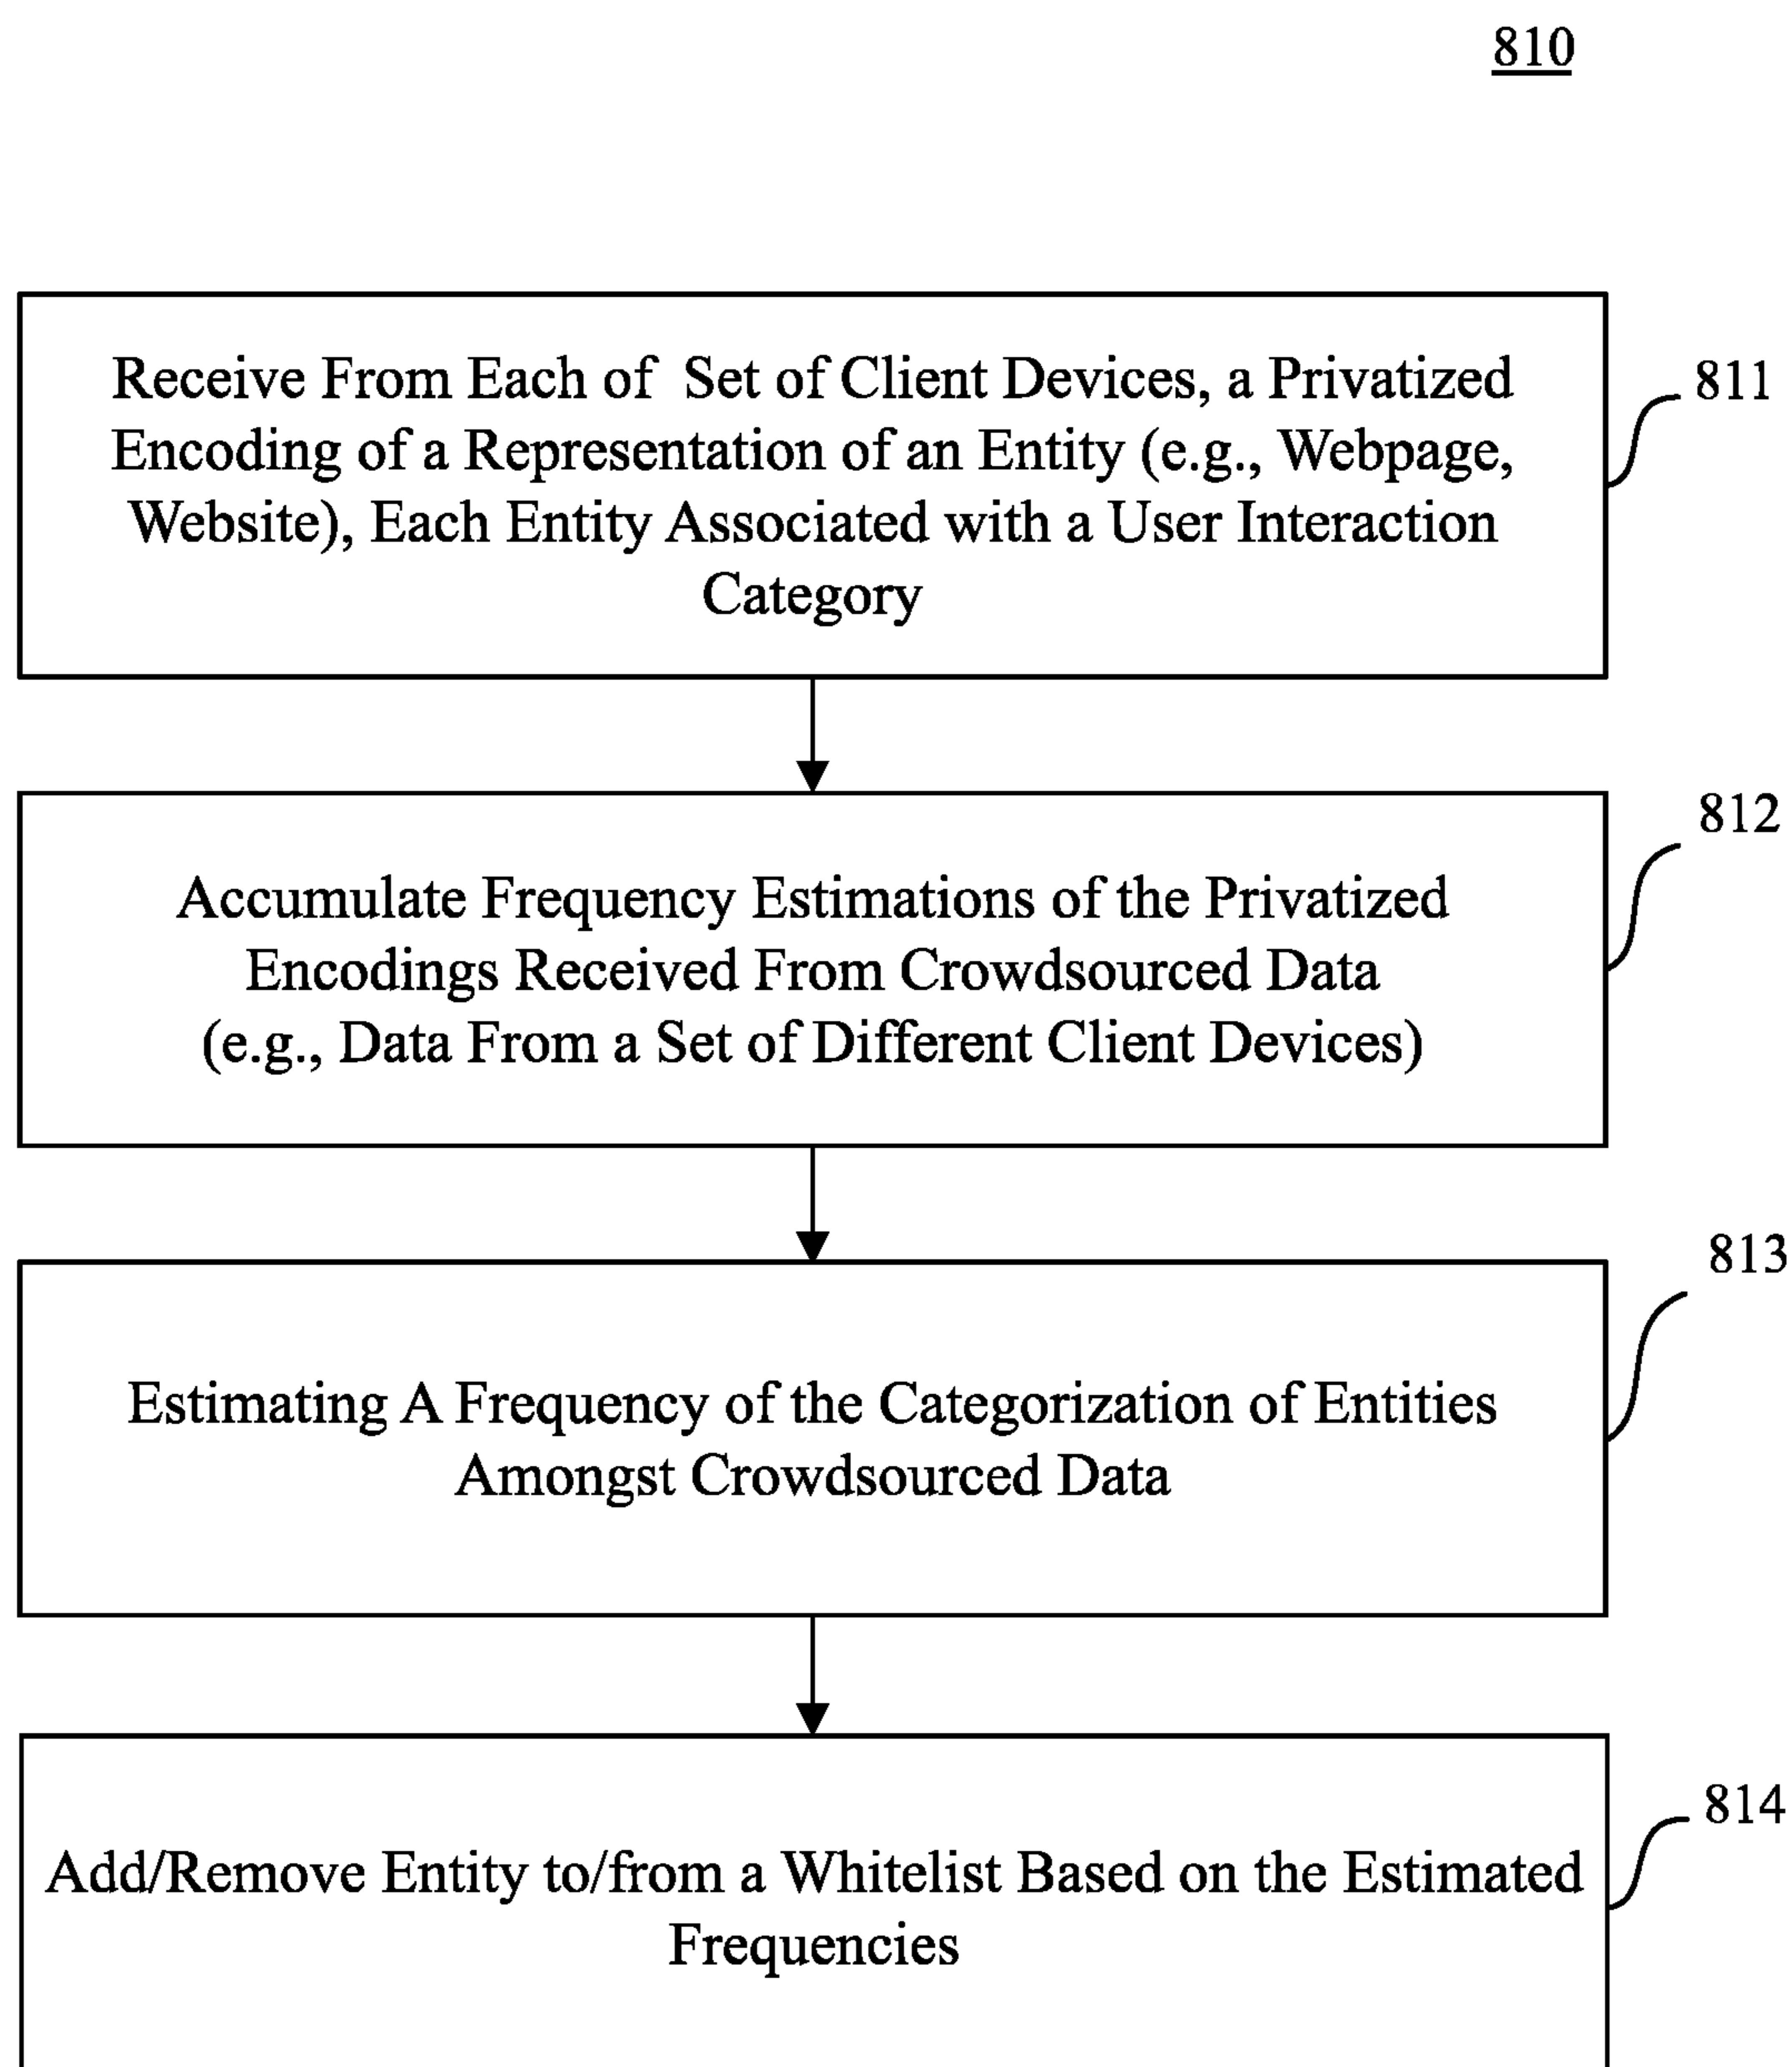 810
Receive From Each of Set of Client Devices, a Privatized
Encoding of a Representation of an Entity (e.g., Webpage,
Website), Each Entity Associated with a User Interaction
Category
811
Accumulate Frequency Estimations of the Privatized
Encodings Received From Crowdsourced Data
(e.g., Data From a Set of Different Client Devices)
812
Estimating A Frequency of the Categorization of Entities
Amongst Crowdsourced Data
813
Add/Remove Entity to/from a Whitelist Based on the Estimated
Frequencies
814